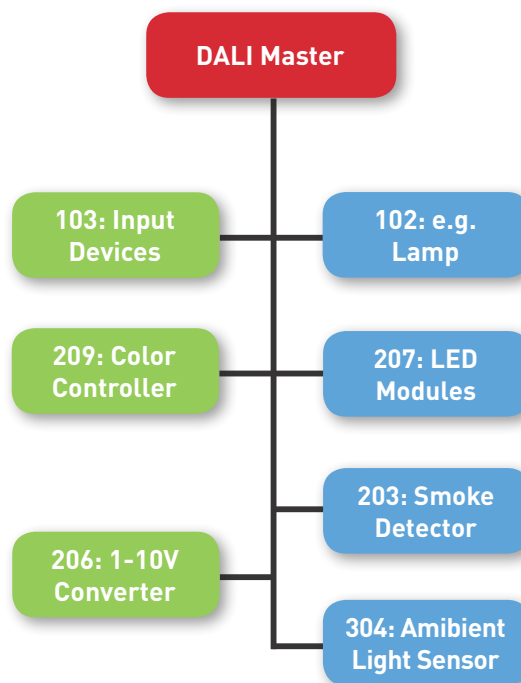 DALI Master
103: Input
Devices
102: e.g.
Lamp
209: Color
Controller
207: LED
Modules
203: Smoke
Detector
206: 1-10V
Converter
304: Amibient
Light Sensor